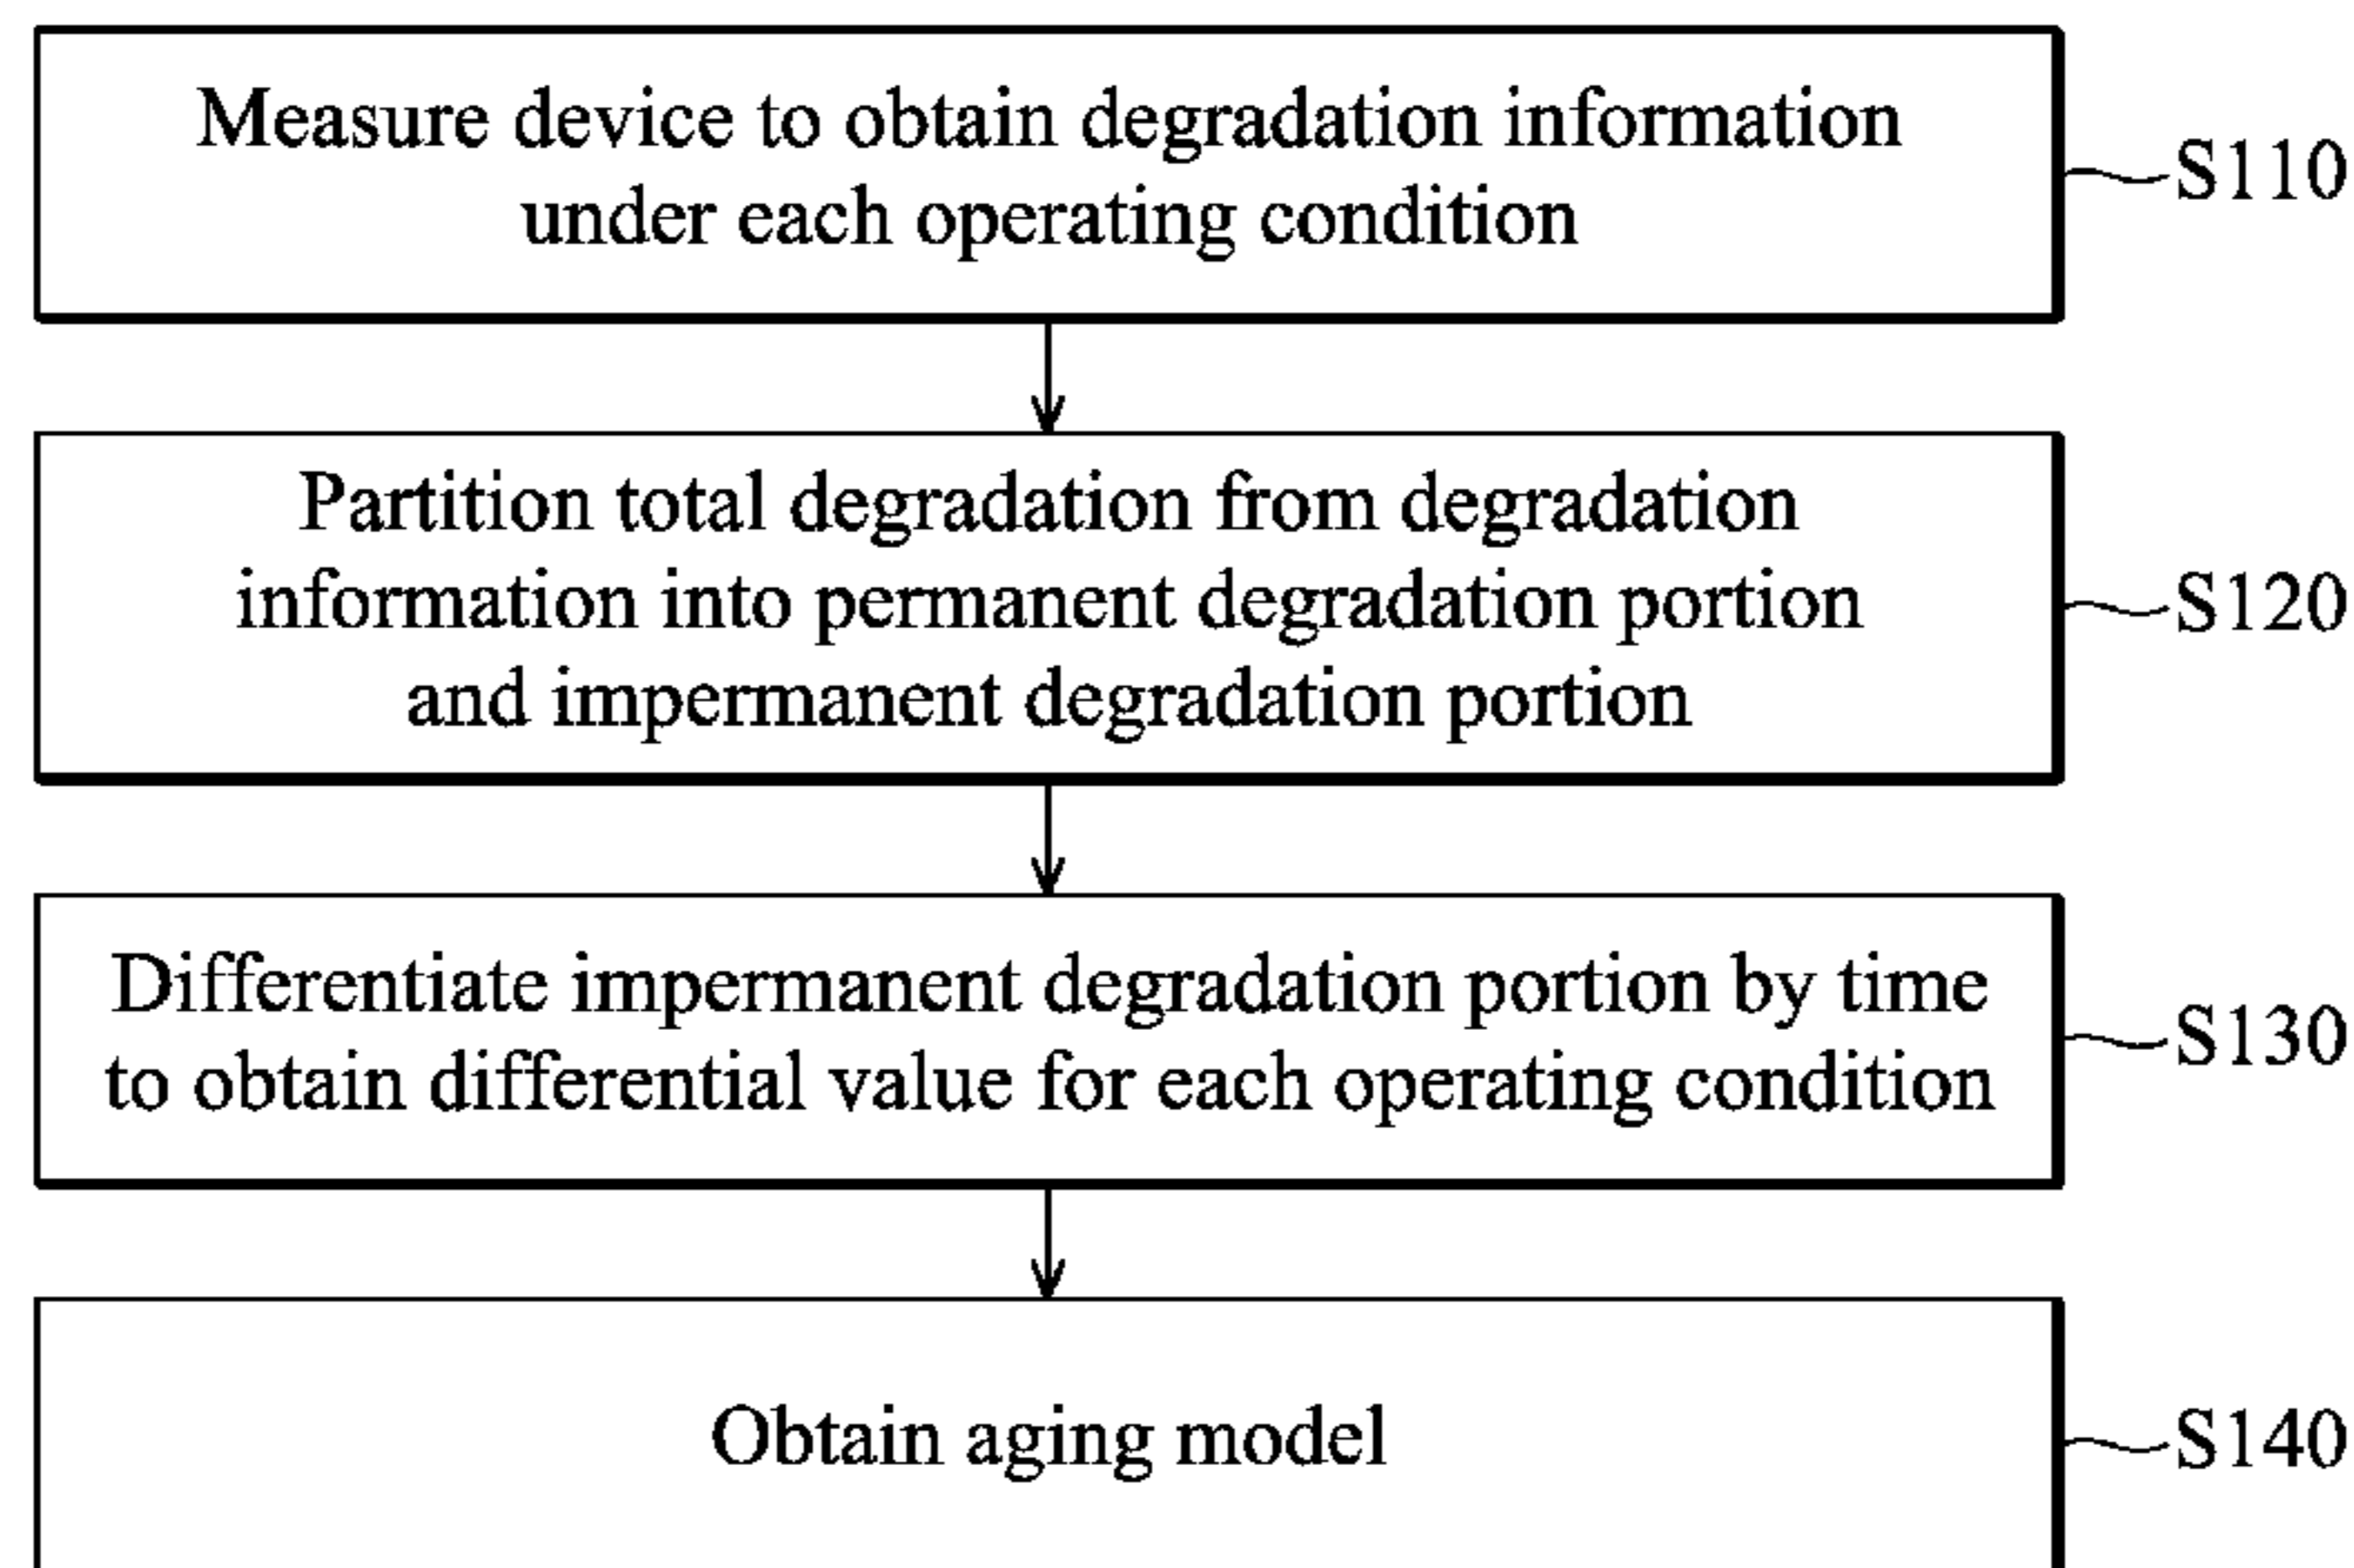 Measure device to obtain degradation information
under each operating condition
S110
Partition total degradation from degradation
information into permanent degradation portion
and impermanent degradation portion
S120
Differentiate impermanent degradation portion by time
to obtain differential value for each operating condition
S130
Obtain aging model
S140